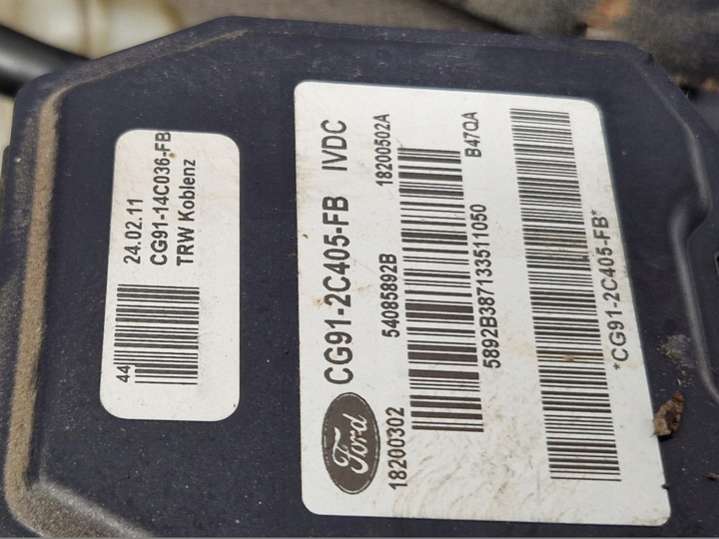 44
24.02.11
CG91-14C036-FB
TRW Koblenz
Ford
CG91-2C405-FB IVDC
18200302
54085892B
18200502A
5892B387133511050
B47QA
*CG91-2C405-FB*